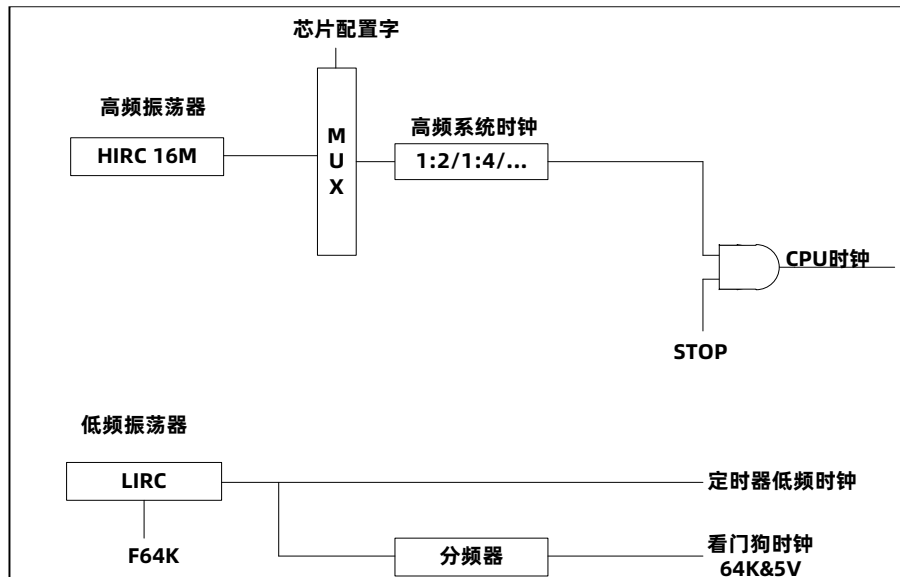 芯片配置字
高频振荡器
HIRC 16M
M
U
X
高频系统时钟
1:2/1:4/...
CPU时钟
STOP
低频振荡器
LIRC
F64K
定时器低频时钟
分频器
看门狗时钟
64K&5V